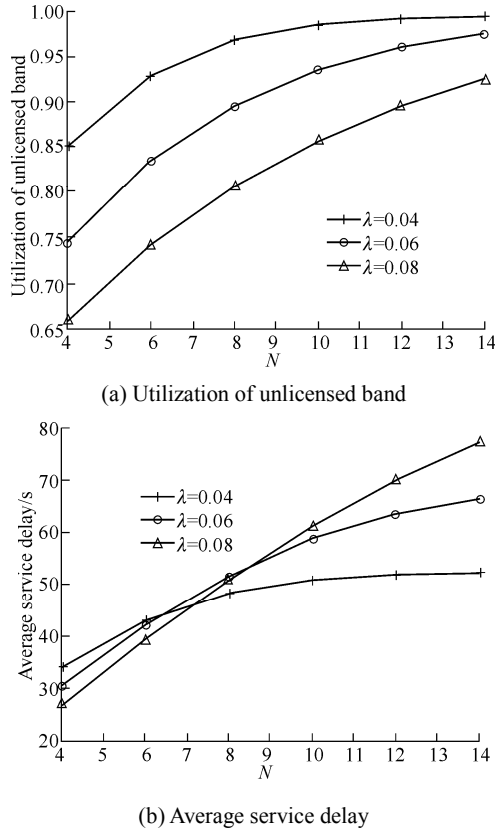 Utilization of unlicensed band
1.00
0.95
0.90
0.85
0.80
0.75
0.70
0.65
λ=0.04
λ=0.06
λ=0.08
4 5 6 7 8 9 10 11 12 13 14
N
(a) Utilization of unlicensed band
Average service delay/s
80
70
60
50
40
30
20
λ=0.04
λ=0.06
λ=0.08
4 5 6 7 8 9 10 11 12 13 14
N
(b) Average service delay